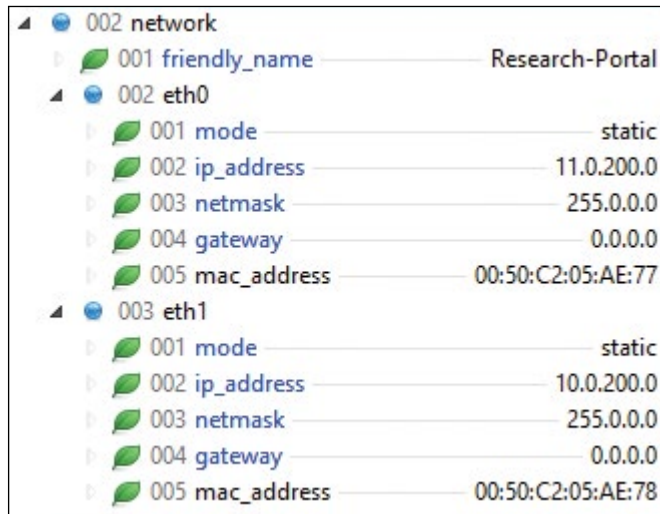 002 network
001 friendly_name Research-Portal
002 eth0
001 mode static
002 ip_address 11.0.200.0
003 netmask 255.0.0.0
004 gateway 0.0.0.0
005 mac_address 00:50:C2:05:AE:77
003 eth1
001 mode static
002 ip_address 10.0.200.0
003 netmask 255.0.0.0
004 gateway 0.0.0.0
005 mac_address 00:50:C2:05:AE:78